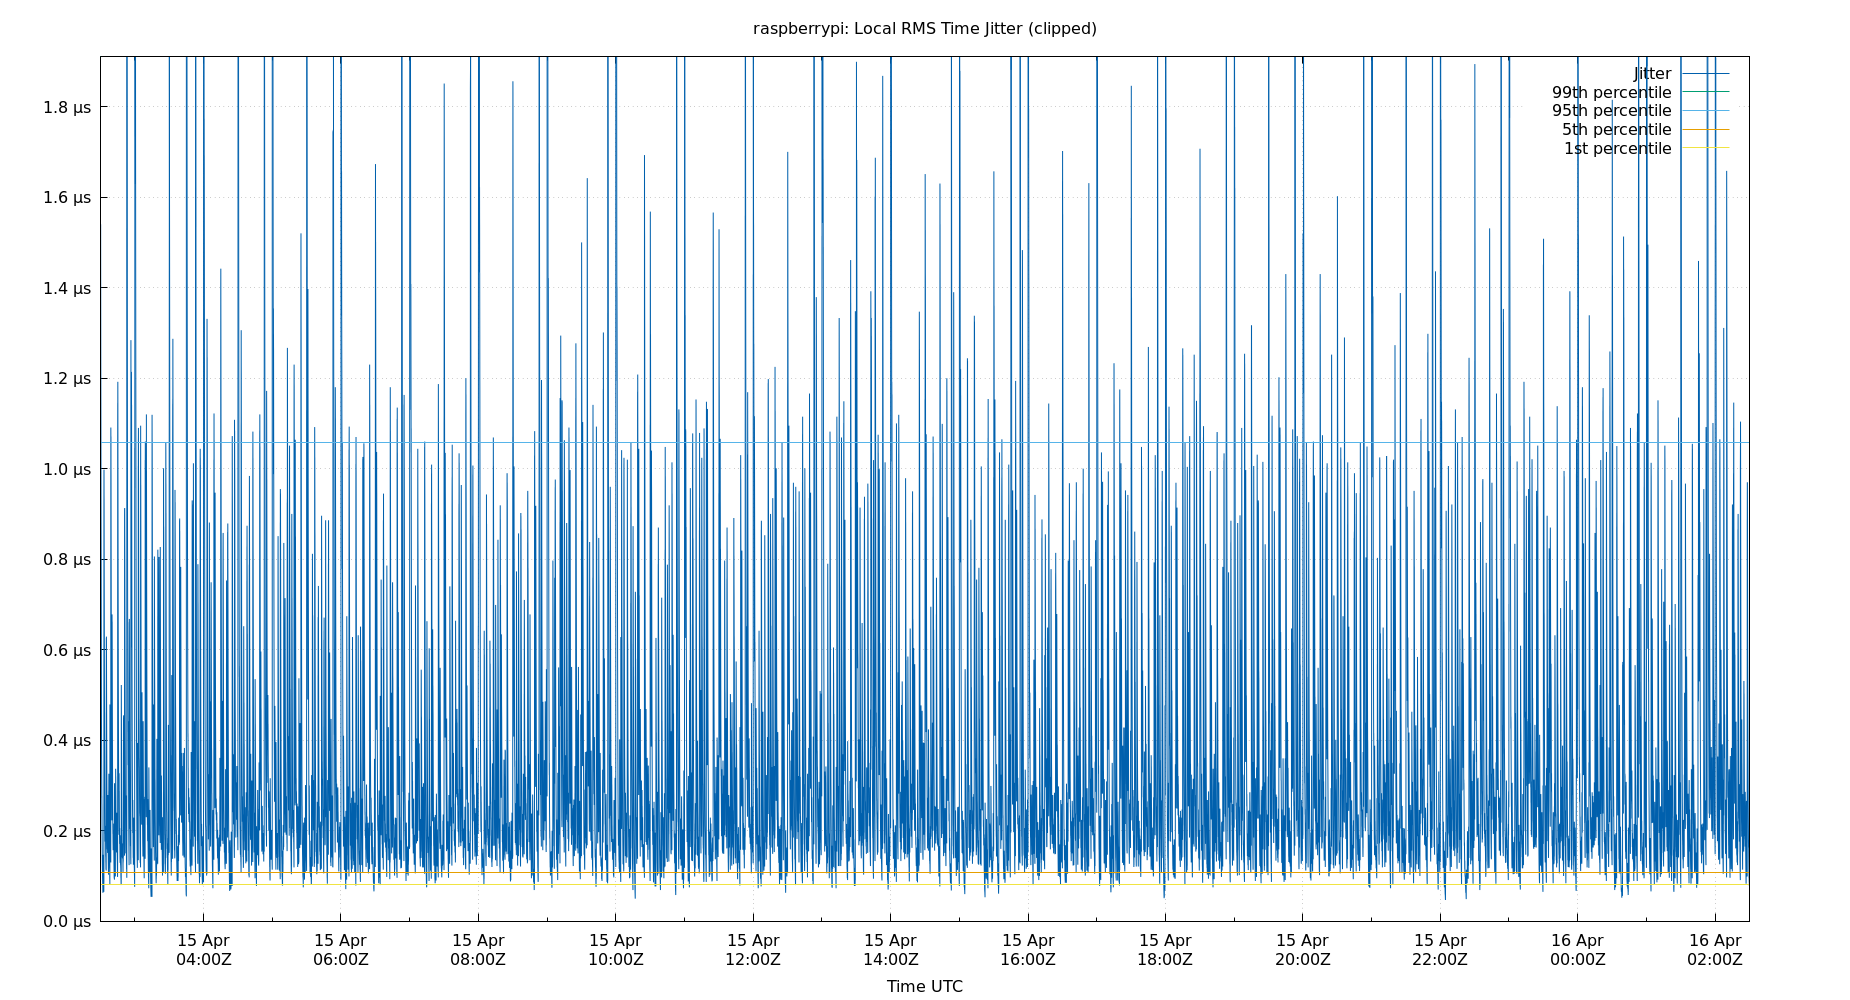 raspberrypi: Local RMS Time Jitter (clipped)
Jitter
99th percentile
95th percentile
5th percentile
1st percentile
1.8 µs
1.6 µs
1.4 µs
1.2 µs
1.0 µs
0.8 µs
0.6 µs
0.4 µs
0.2 µs
0.0 µs
15 Apr 15 Apr 15 Apr 15 Apr 15 Apr 15 Apr 15 Apr 15 Apr 15 Apr 15 Apr 16 Apr 16 Apr
04:00Z 06:00Z 08:00Z 10:00Z 12:00Z 14:00Z 16:00Z 18:00Z 20:00Z 22:00Z 00:00Z 02:00Z
Time UTC